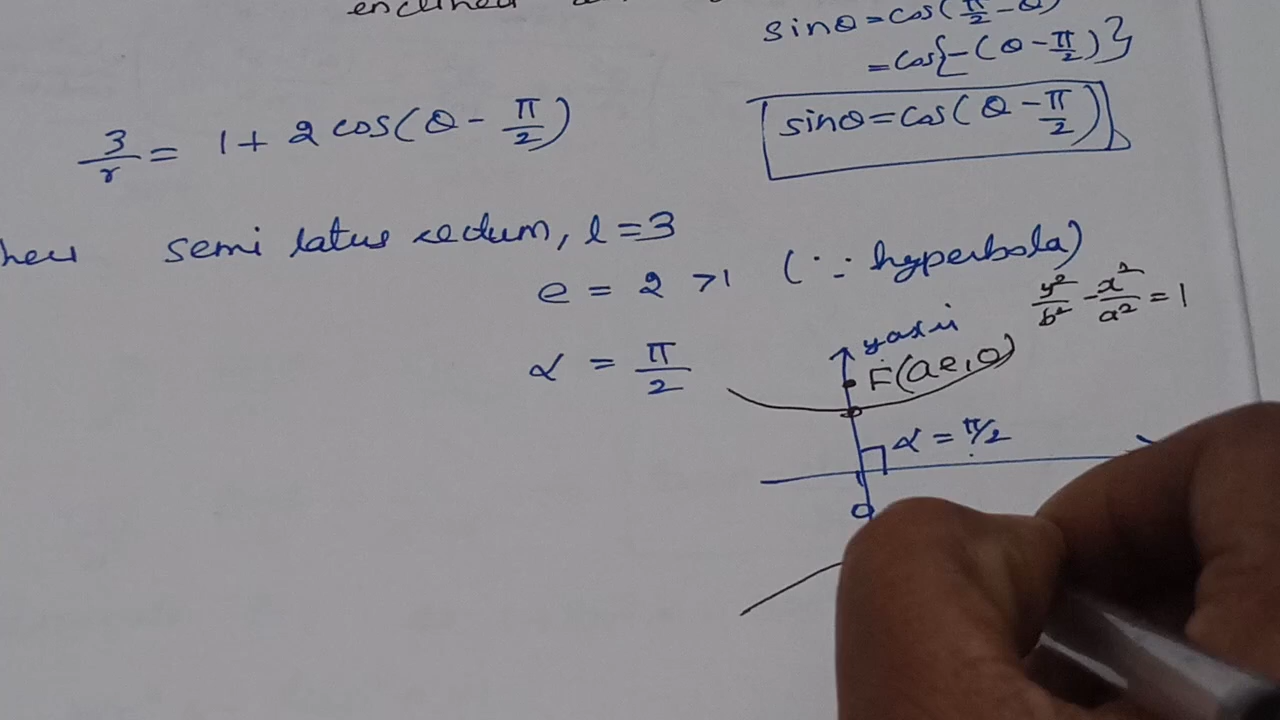 enclined
sinθ = cos(π/2 - θ)
= cos{-(θ - π/2)}
sinθ = cos(θ - π/2)
3/r = 1 + 2 cos(θ - π/2)
semi latus rectum, l = 3
e = 2 >1 (∵ hyperbola)
y²/b² - x²/a² = 1
y axis
α = π/2
F(ae, 0)
α = π/2